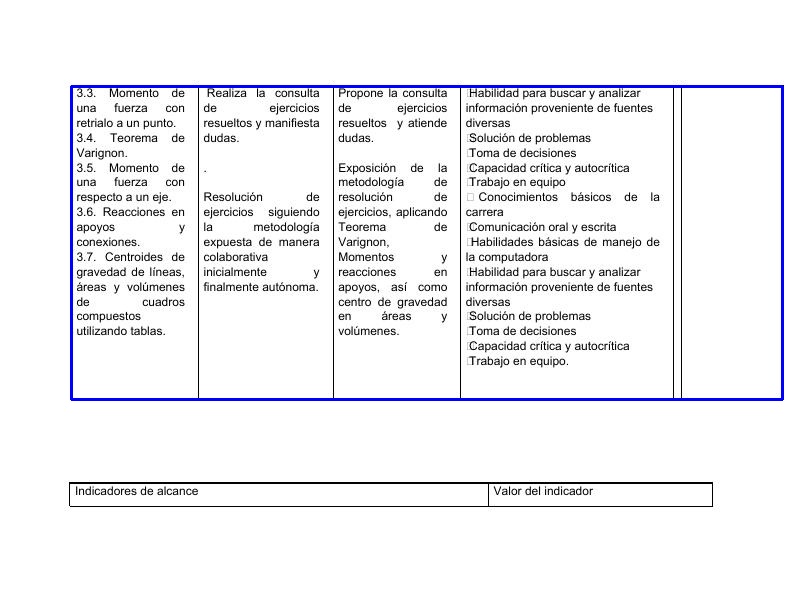 3.3. Momento de
una fuerza con
retrialo a un punto.
3.4. Teorema de
Varignon.
3.5. Momento de
una fuerza con
respecto a un eje.
3.6. Reacciones en
apoyos y
conexiones.
3.7. Centroides de
gravedad de líneas,
áreas y volúmenes
de cuadros
compuestos
utilizando tablas.
Realiza la consulta
de ejercicios
resueltos y manifiesta
dudas.
.
Resolución de
ejercicios siguiendo
la metodología
expuesta de manera
colaborativa
inicialmente y
finalmente autónoma.
Propone la consulta
de ejercicios
resueltos y atiende
dudas.
Exposición de la
metodología de
resolución de
ejercicios, aplicando
Teorema de
Varignon,
Momentos y
reacciones en
apoyos, así como
centro de gravedad
en áreas y
volúmenes.
Habilidad para buscar y analizar
información proveniente de fuentes
diversas
Solución de problemas
Toma de decisiones
Capacidad crítica y autocrítica
Trabajo en equipo
Conocimientos básicos de la
carrera
Comunicación oral y escrita
Habilidades básicas de manejo de
la computadora
Habilidad para buscar y analizar
información proveniente de fuentes
diversas
Solución de problemas
Toma de decisiones
Capacidad crítica y autocrítica
Trabajo en equipo.
Indicadores de alcance
Valor del indicador